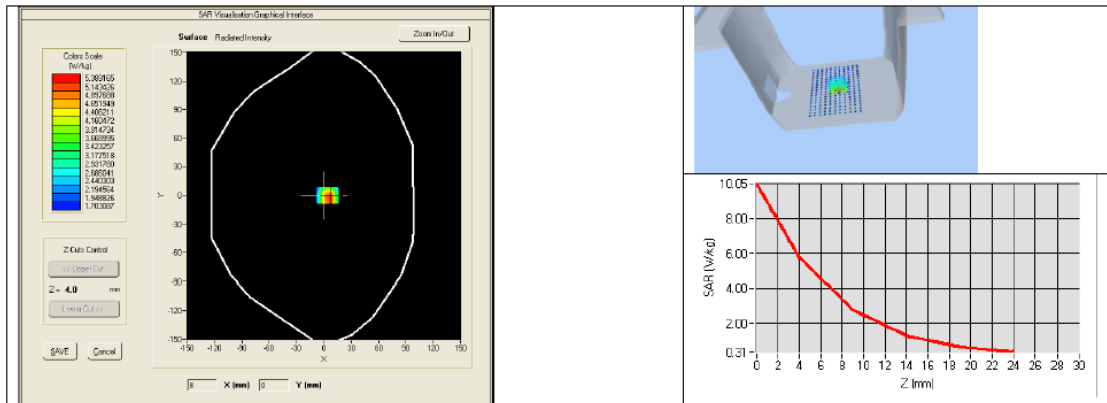 SAR Visualisation Graphical Interface
Surface Radiated Intensity
Zoom In/Out
Colors Scale
(W/kg)
5.389165
5.143426
4.897688
4.651949
4.406211
4.160472
3.914734
3.668995
3.423257
3.177518
2.931780
2.686041
2.440303
2.194564
1.948826
1.703087
Z-Cuts Control
<< Upper Cut
Z = 4.0 mm
Lower Cut >>
SAVE Cancel
150
120
90
60
30
0
-30
-60
-90
-120
-150
Y
-150 -120 -90 -60 -30 0 30 60 90 120 150
X
8 X (mm) 0 Y (mm)
10.05
8.00
6.00
4.00
2.00
0.31
SAR (W/kg)
0 2 4 6 8 10 12 14 16 18 20 22 24 26 28 30
Z (mm)